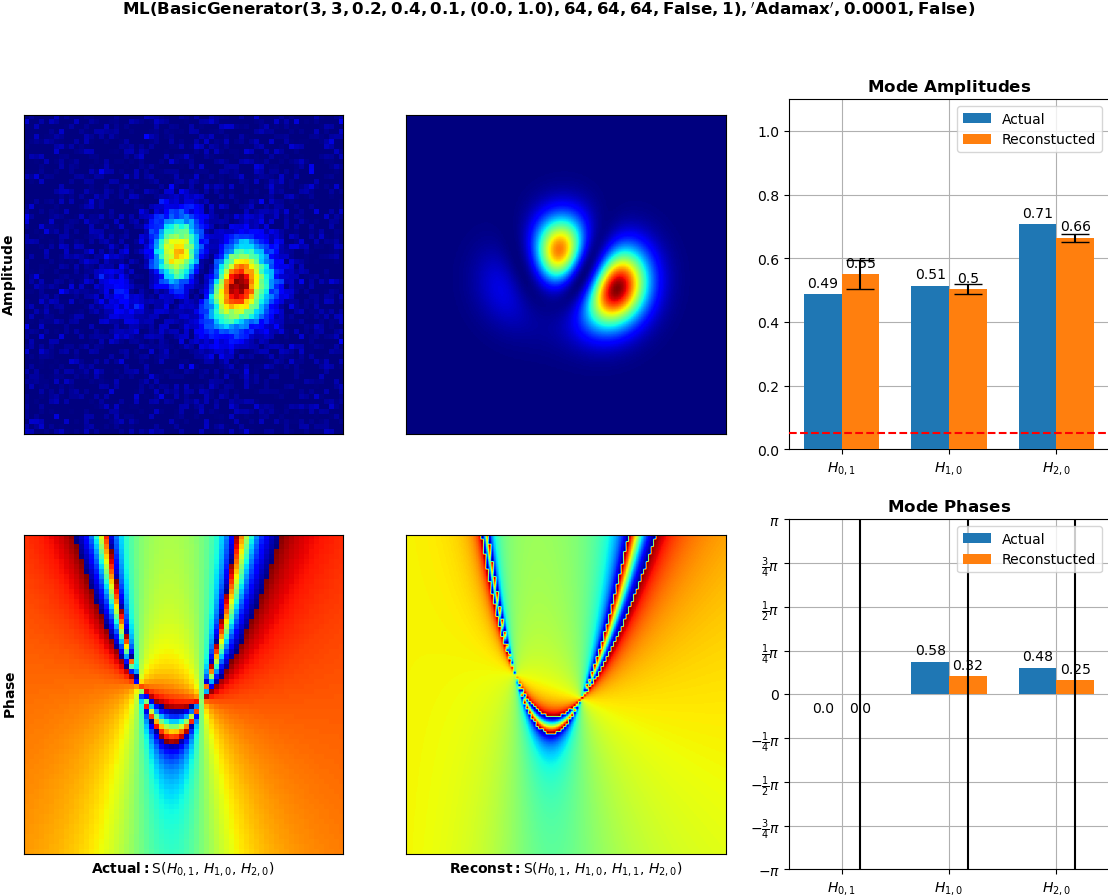 ML(BasicGenerator(3, 3, 0.2, 0.4, 0.1, (0.0, 1.0), 64, 64, 64, False, 1), ′Adamax′, 0.0001, False)
Mode Amplitudes
Actual
Reconstucted
1.0
0.8
0.6
0.4
0.2
0.0
0.49
0.55
0.51
0.5
0.71
0.66
H₀,₁
H₁,₀
H₂,₀
Amplitude
Mode Phases
Actual
Reconstucted
π
¾π
½π
¼π
0
−¼π
−½π
−¾π
−π
0.0
0.0
0.58
0.32
0.48
0.25
H₀,₁
H₁,₀
H₂,₀
Phase
Actual: S(H₀,₁, H₁,₀, H₂,₀)
Reconst: S(H₀,₁, H₁,₀, H₁,₁, H₂,₀)